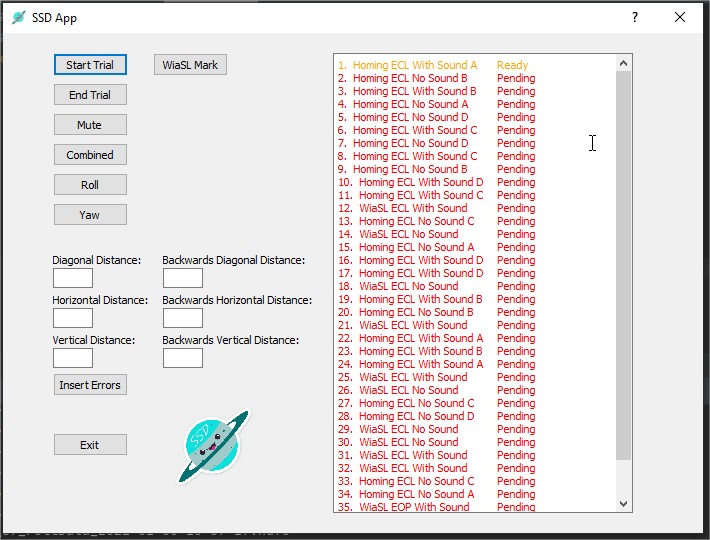 SSD App
Start Trial
WiaSL Mark
End Trial
Mute
Combined
Roll
Yaw
Diagonal Distance:
Backwards Diagonal Distance:
Horizontal Distance:
Backwards Horizontal Distance:
Vertical Distance:
Backwards Vertical Distance:
Insert Errors
Exit
SSD
1. Homing ECL With Sound A Ready
2. Homing ECL No Sound B Pending
3. Homing ECL With Sound B Pending
4. Homing ECL No Sound A Pending
5. Homing ECL No Sound D Pending
6. Homing ECL With Sound C Pending
7. Homing ECL No Sound D Pending
8. Homing ECL With Sound C Pending
9. Homing ECL No Sound B Pending
10. Homing ECL With Sound D Pending
11. Homing ECL With Sound C Pending
12. WiaSL ECL With Sound Pending
13. Homing ECL No Sound C Pending
14. WiaSL ECL No Sound Pending
15. Homing ECL No Sound A Pending
16. Homing ECL With Sound D Pending
17. Homing ECL With Sound D Pending
18. WiaSL ECL No Sound Pending
19. Homing ECL With Sound B Pending
20. Homing ECL No Sound B Pending
21. WiaSL ECL With Sound Pending
22. Homing ECL With Sound A Pending
23. Homing ECL With Sound B Pending
24. Homing ECL With Sound A Pending
25. WiaSL ECL With Sound Pending
26. WiaSL ECL No Sound Pending
27. Homing ECL No Sound C Pending
28. Homing ECL No Sound D Pending
29. WiaSL ECL No Sound Pending
30. WiaSL ECL No Sound Pending
31. WiaSL ECL With Sound Pending
32. WiaSL ECL With Sound Pending
33. Homing ECL No Sound C Pending
34. Homing ECL No Sound A Pending
35. WiaSL EOP With Sound Pending